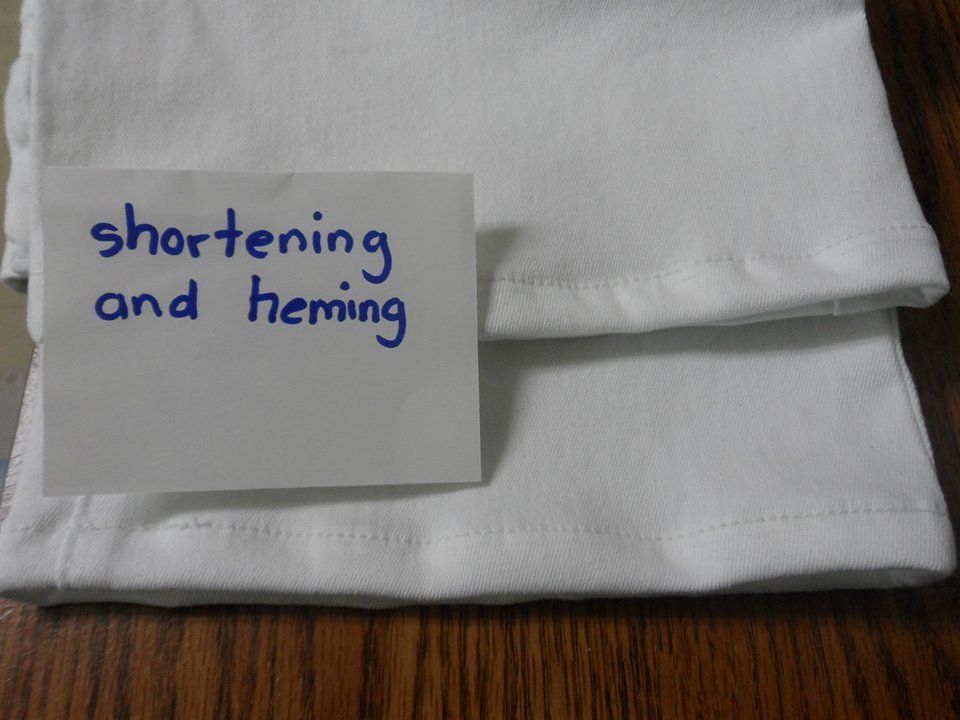 shortening
and heming